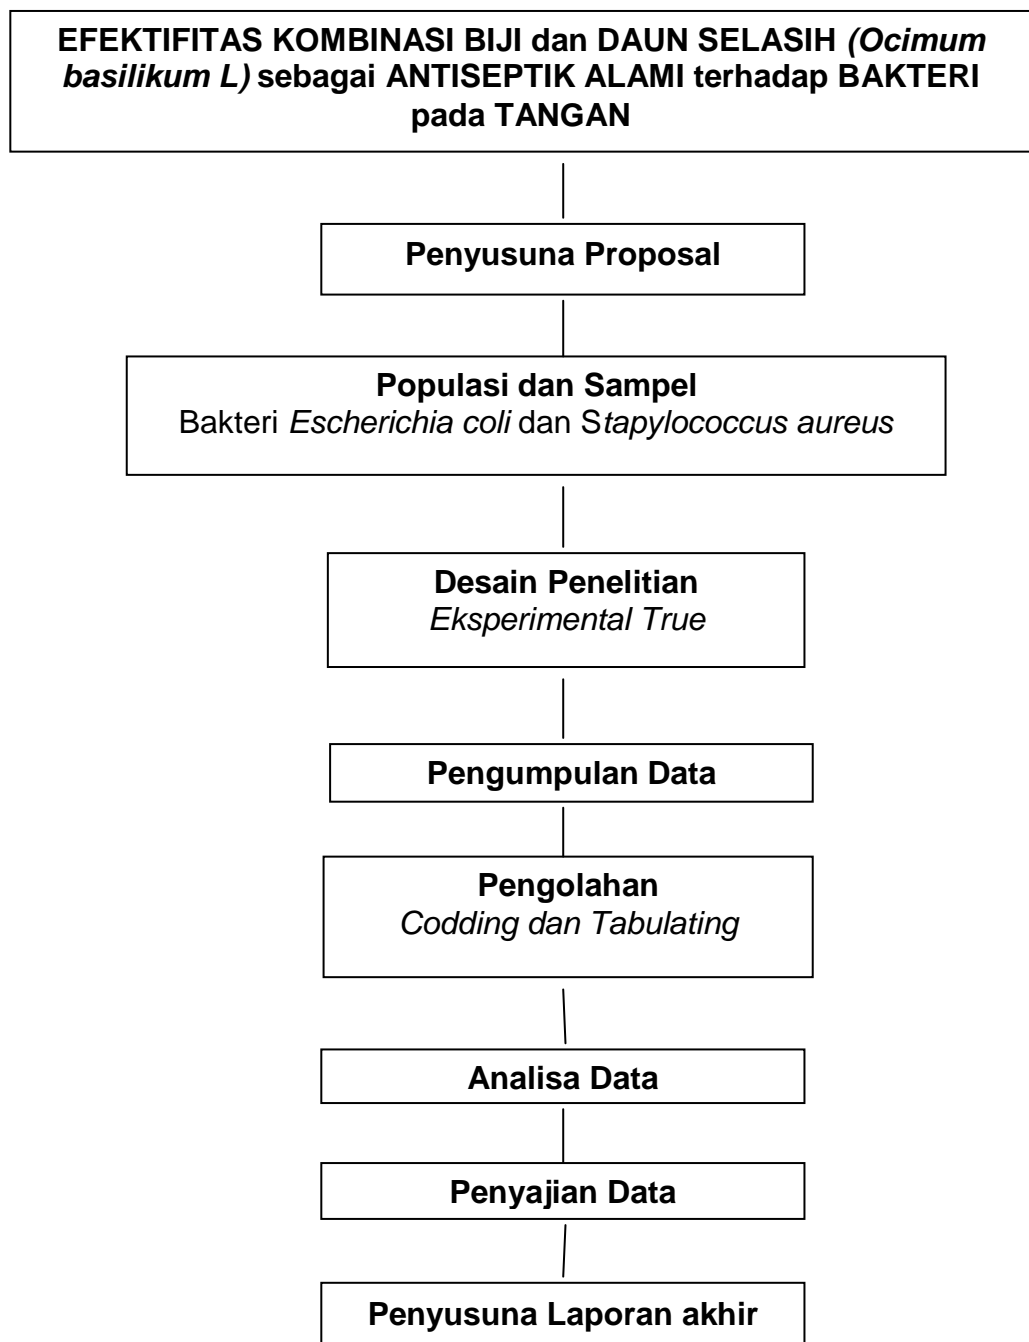 EFEKTIFITAS KOMBINASI BIJI dan DAUN SELASIH (Ocimum
basilikum L) sebagai ANTISEPTIK ALAMI terhadap BAKTERI
pada TANGAN
Penyusuna Proposal
Populasi dan Sampel
Bakteri Escherichia coli dan Stapylococcus aureus
Desain Penelitian
Eksperimental True
Pengumpulan Data
Pengolahan
Codding dan Tabulating
Analisa Data
Penyajian Data
Penyusuna Laporan akhir